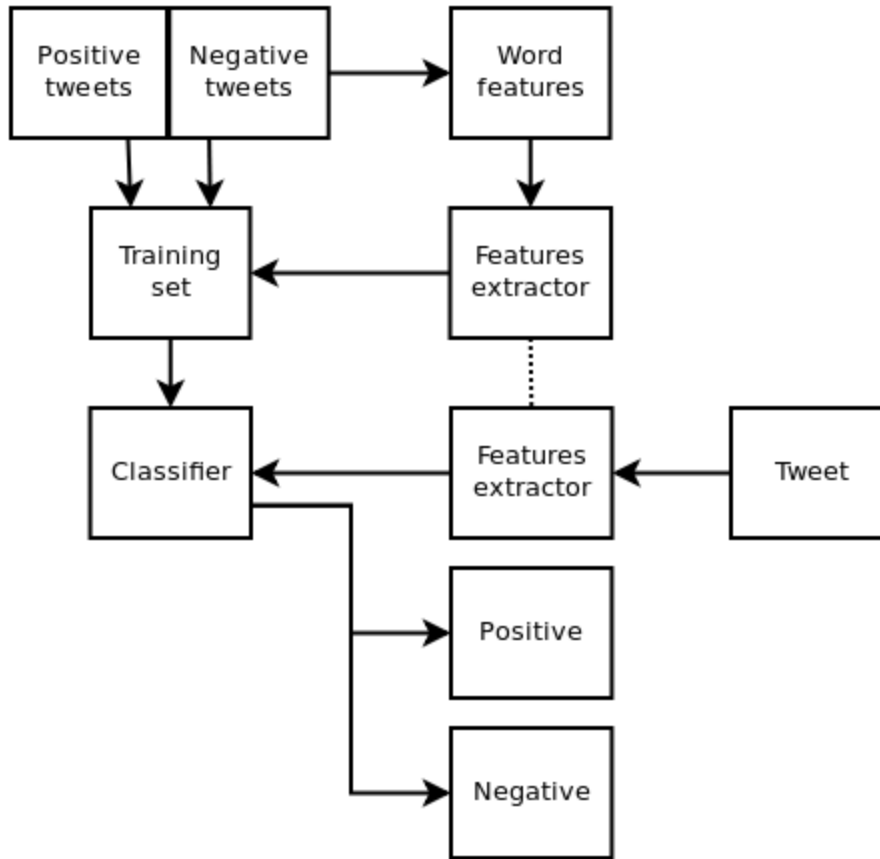 Positive
tweets
Negative
tweets
Word
features
Training
set
Features
extractor
Classifier
Features
extractor
Tweet
Positive
Negative